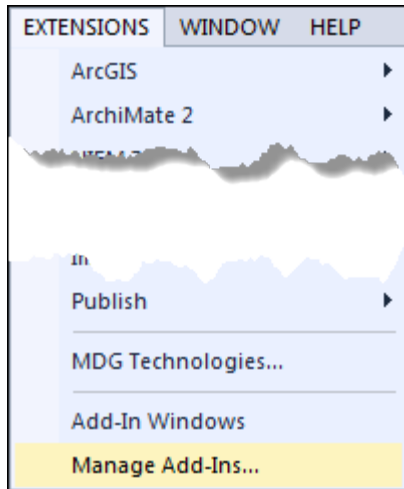 EXTENSIONS WINDOW HELP
ArcGIS
ArchiMate 2
Publish
MDG Technologies...
Add-In Windows
Manage Add-Ins...